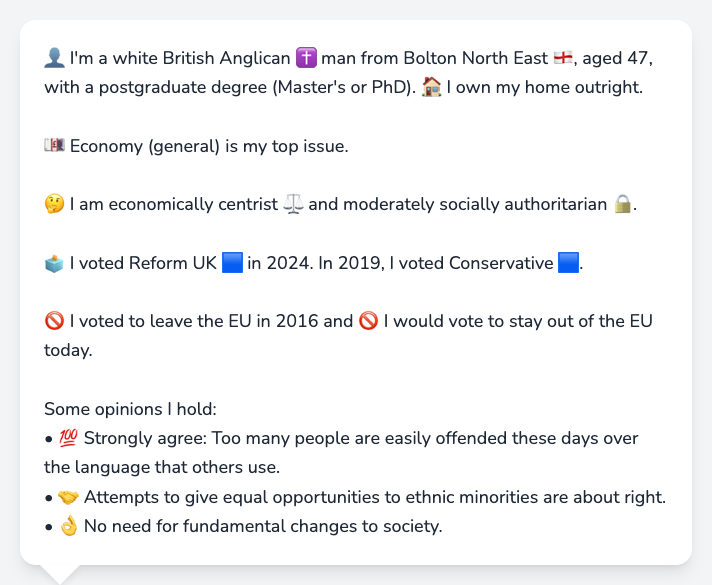 👤 I'm a white British Anglican ✝️ man from Bolton North East 🏴󠁧󠁢󠁥󠁮󠁧󠁿, aged 47,
with a postgraduate degree (Master's or PhD). 🏠 I own my home outright.
💷 Economy (general) is my top issue.
🤔 I am economically centrist ⚖️ and moderately socially authoritarian 🔒.
🗳️ I voted Reform UK 🟦 in 2024. In 2019, I voted Conservative 🟦.
🚫 I voted to leave the EU in 2016 and 🚫 I would vote to stay out of the EU
today.
Some opinions I hold:
• 💯 Strongly agree: Too many people are easily offended these days over
the language that others use.
• 🤝 Attempts to give equal opportunities to ethnic minorities are about right.
• 👌 No need for fundamental changes to society.